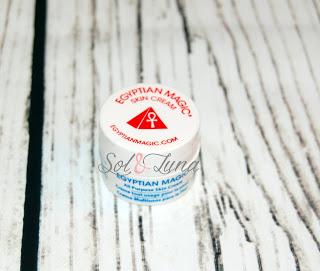 EGYPTIAN MAGIC
SKIN CREAM
EGYPTIANMAGIC.COM
Sol & Luna
EGYPTIAN MAGIC
All Purpose Skin Cream